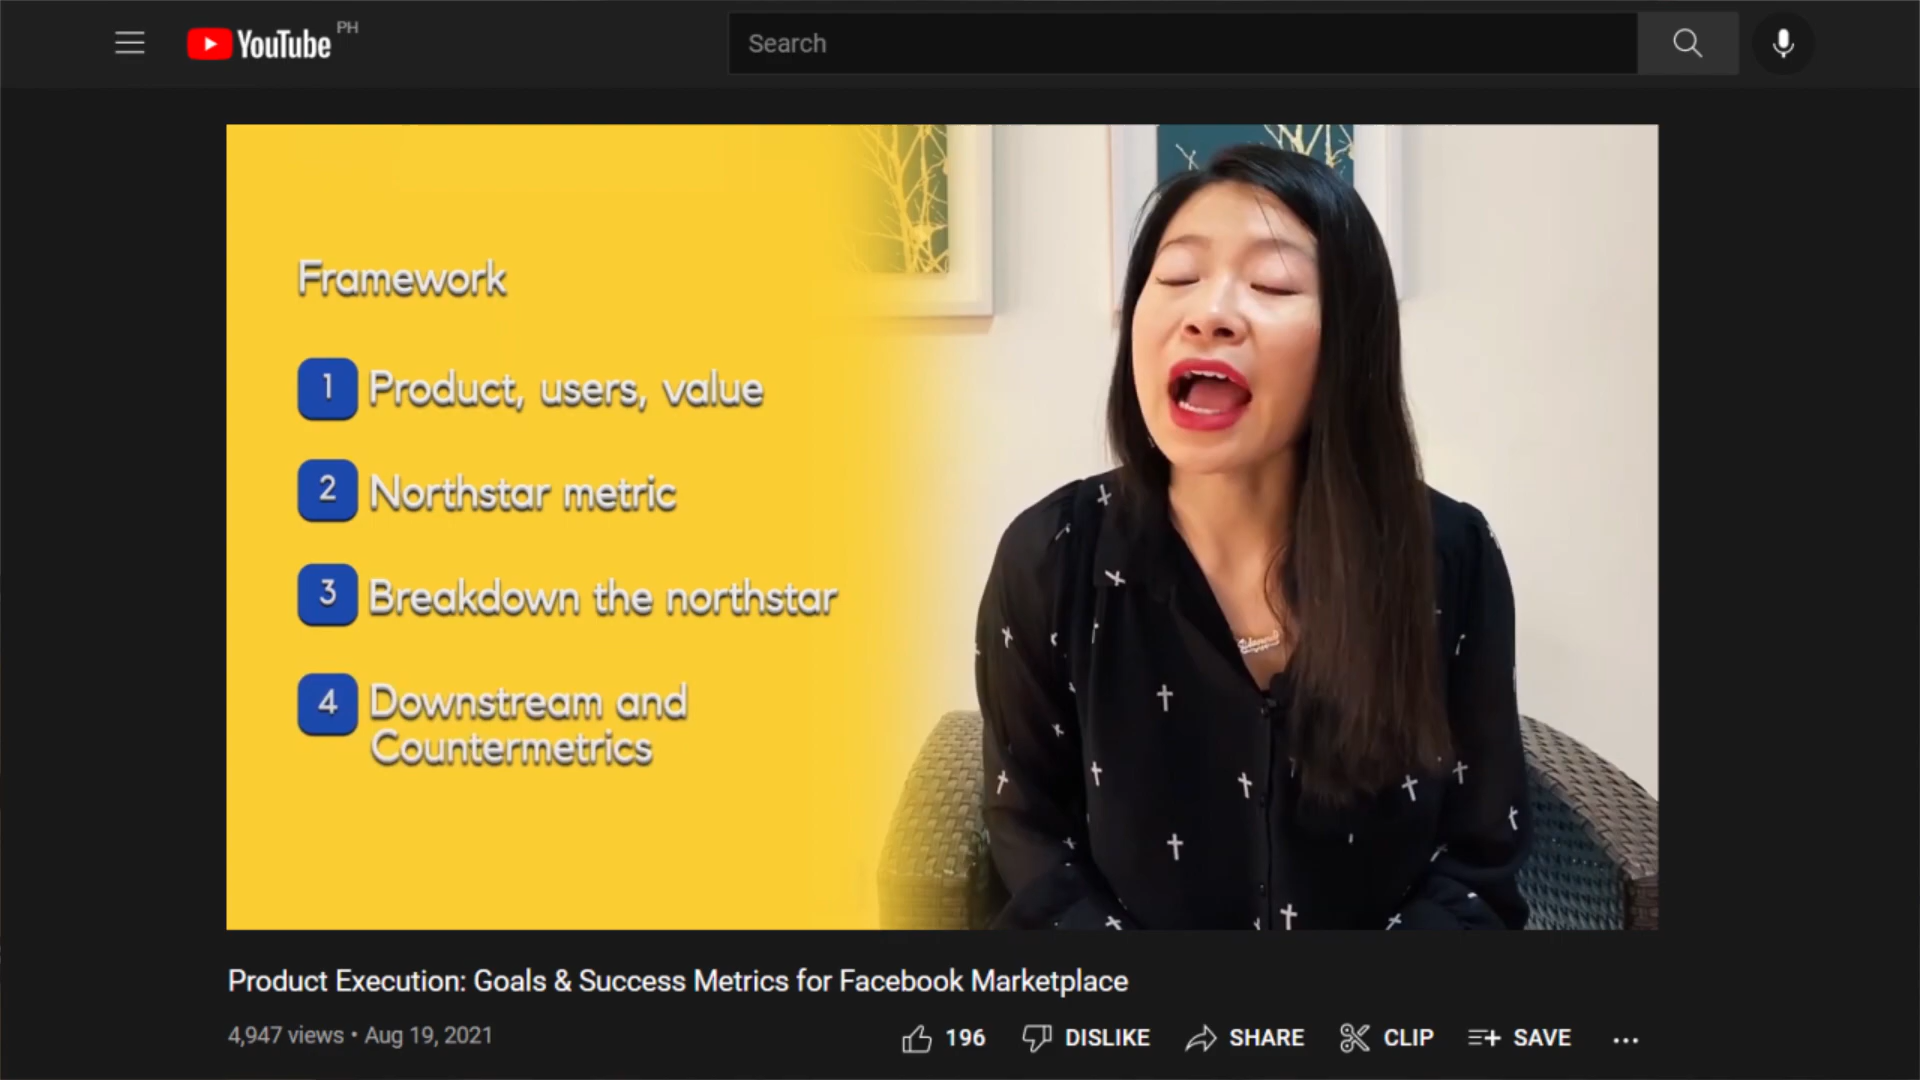 YouTube PH
Search
Framework
1 Product, users, value
2 Northstar metric
3 Breakdown the northstar
4 Downstream and
Countermetrics
Product Execution: Goals & Success Metrics for Facebook Marketplace
4,947 views • Aug 19, 2021
196 DISLIKE SHARE CLIP SAVE ...